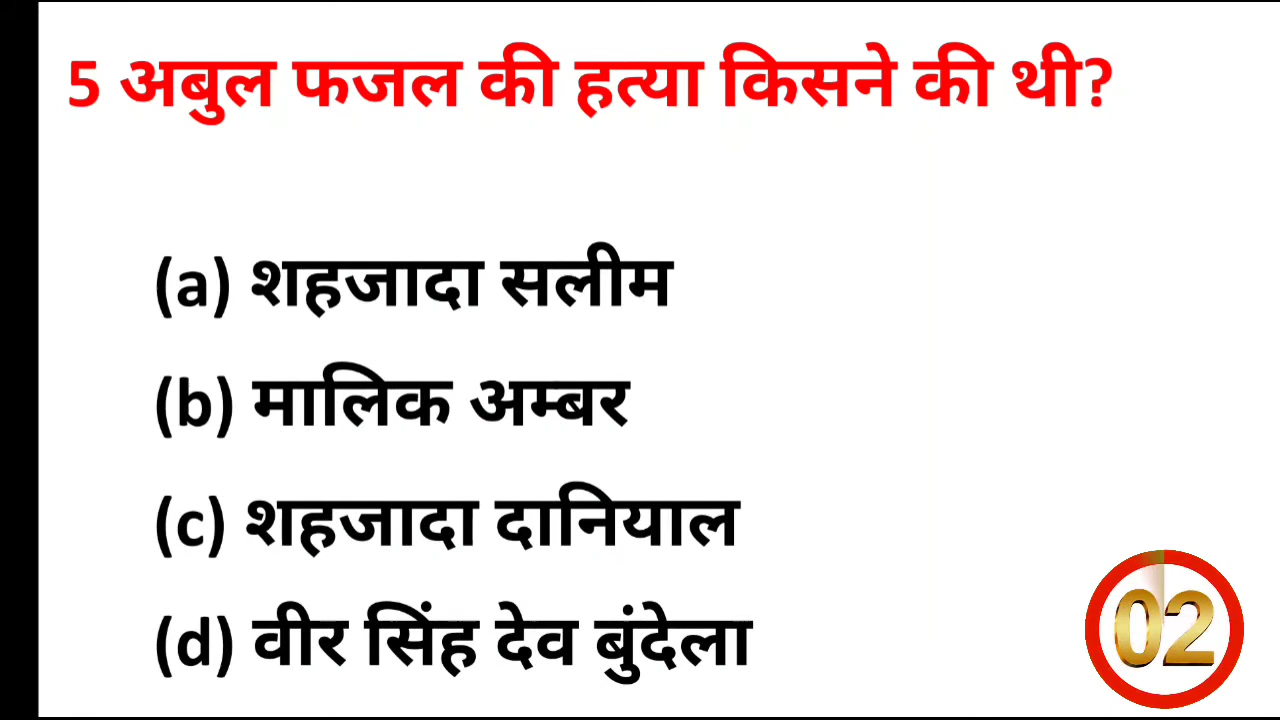 5 अबुल फजल की हत्या किसने की थी?
(a) शहजादा सलीम
(b) मालिक अम्बर
(c) शहजादा दानियाल
(d) वीर सिंह देव बुंदेला
02